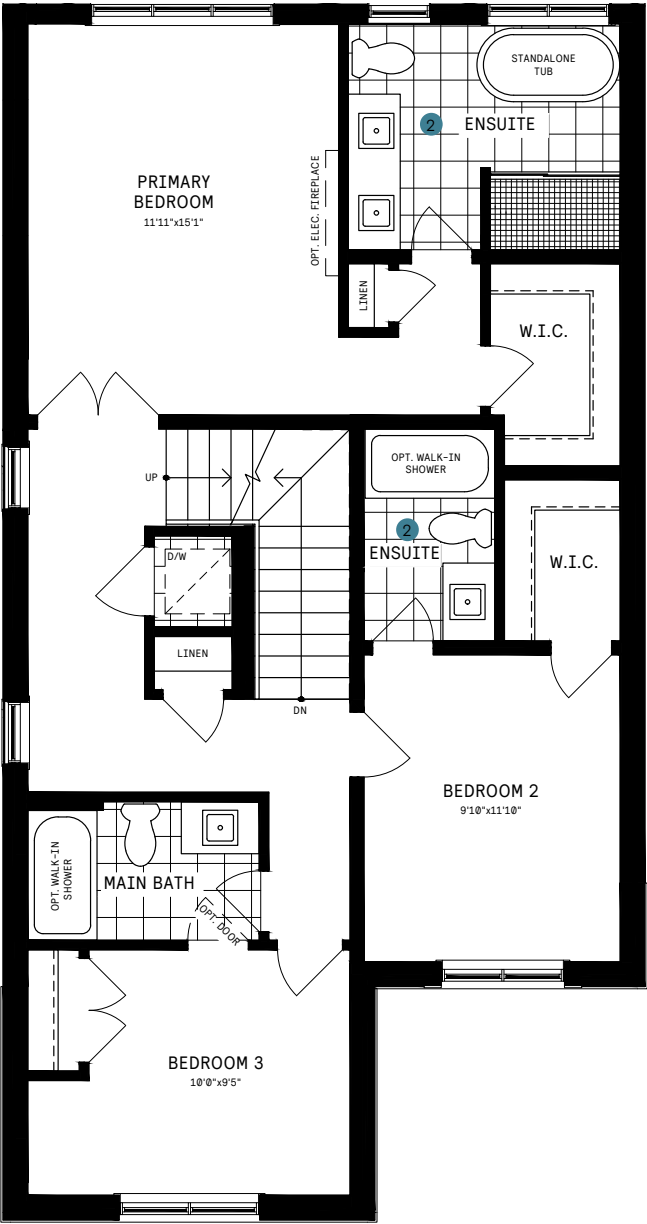 STANDALONE
TUB
2 ENSUITE
PRIMARY
BEDROOM
11'11"x15'1"
OPT. ELEC. FIREPLACE
LINEN
W.I.C.
OPT. WALK-IN
SHOWER
UP
2
ENSUITE
D/W
W.I.C.
LINEN
DN
BEDROOM 2
9'10"x11'10"
OPT. WALK-IN
SHOWER
MAIN BATH
OPT. DOOR
BEDROOM 3
10'0"x9'5"